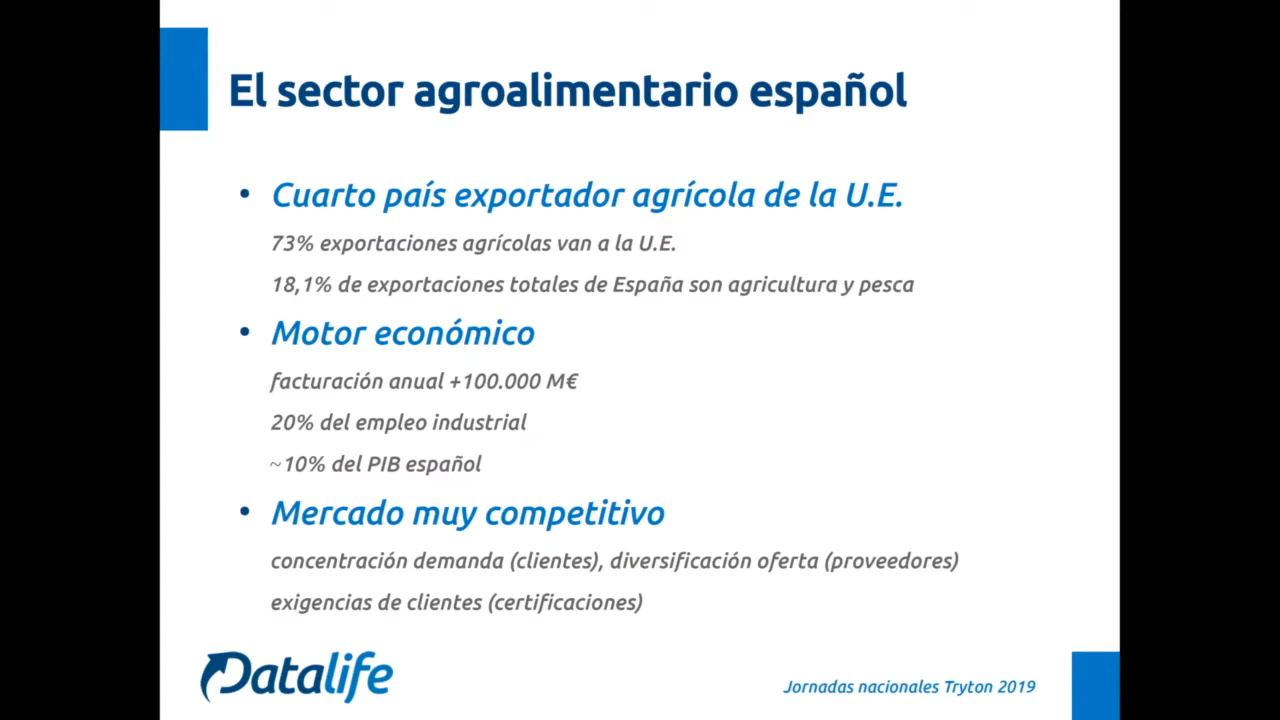 El sector agroalimentario español
• Cuarto país exportador agrícola de la U.E.
73% exportaciones agrícolas van a la U.E.
18,1% de exportaciones totales de España son agricultura y pesca
• Motor económico
facturación anual +100.000 M€
20% del empleo industrial
~10% del PIB español
• Mercado muy competitivo
concentración demanda (clientes), diversificación oferta (proveedores)
exigencias de clientes (certificaciones)
Datalife
Jornadas nacionales Tryton 2019